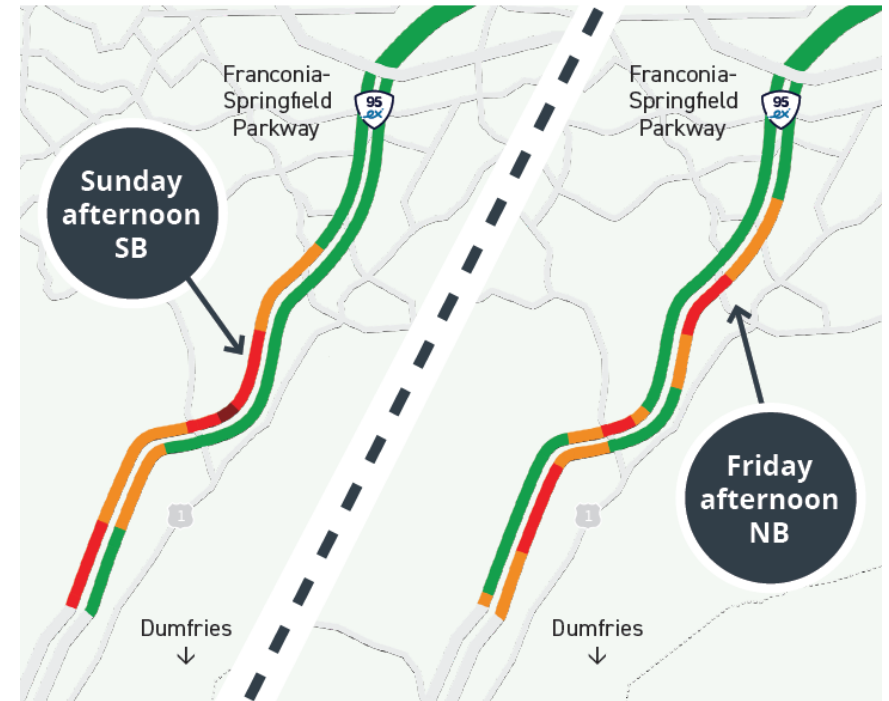 Franconia-
Springfield
Parkway
95
ex
Sunday
afternoon
SB
1
Dumfries
↓
Franconia-
Springfield
Parkway
95
ex
Friday
afternoon
NB
1
Dumfries
↓